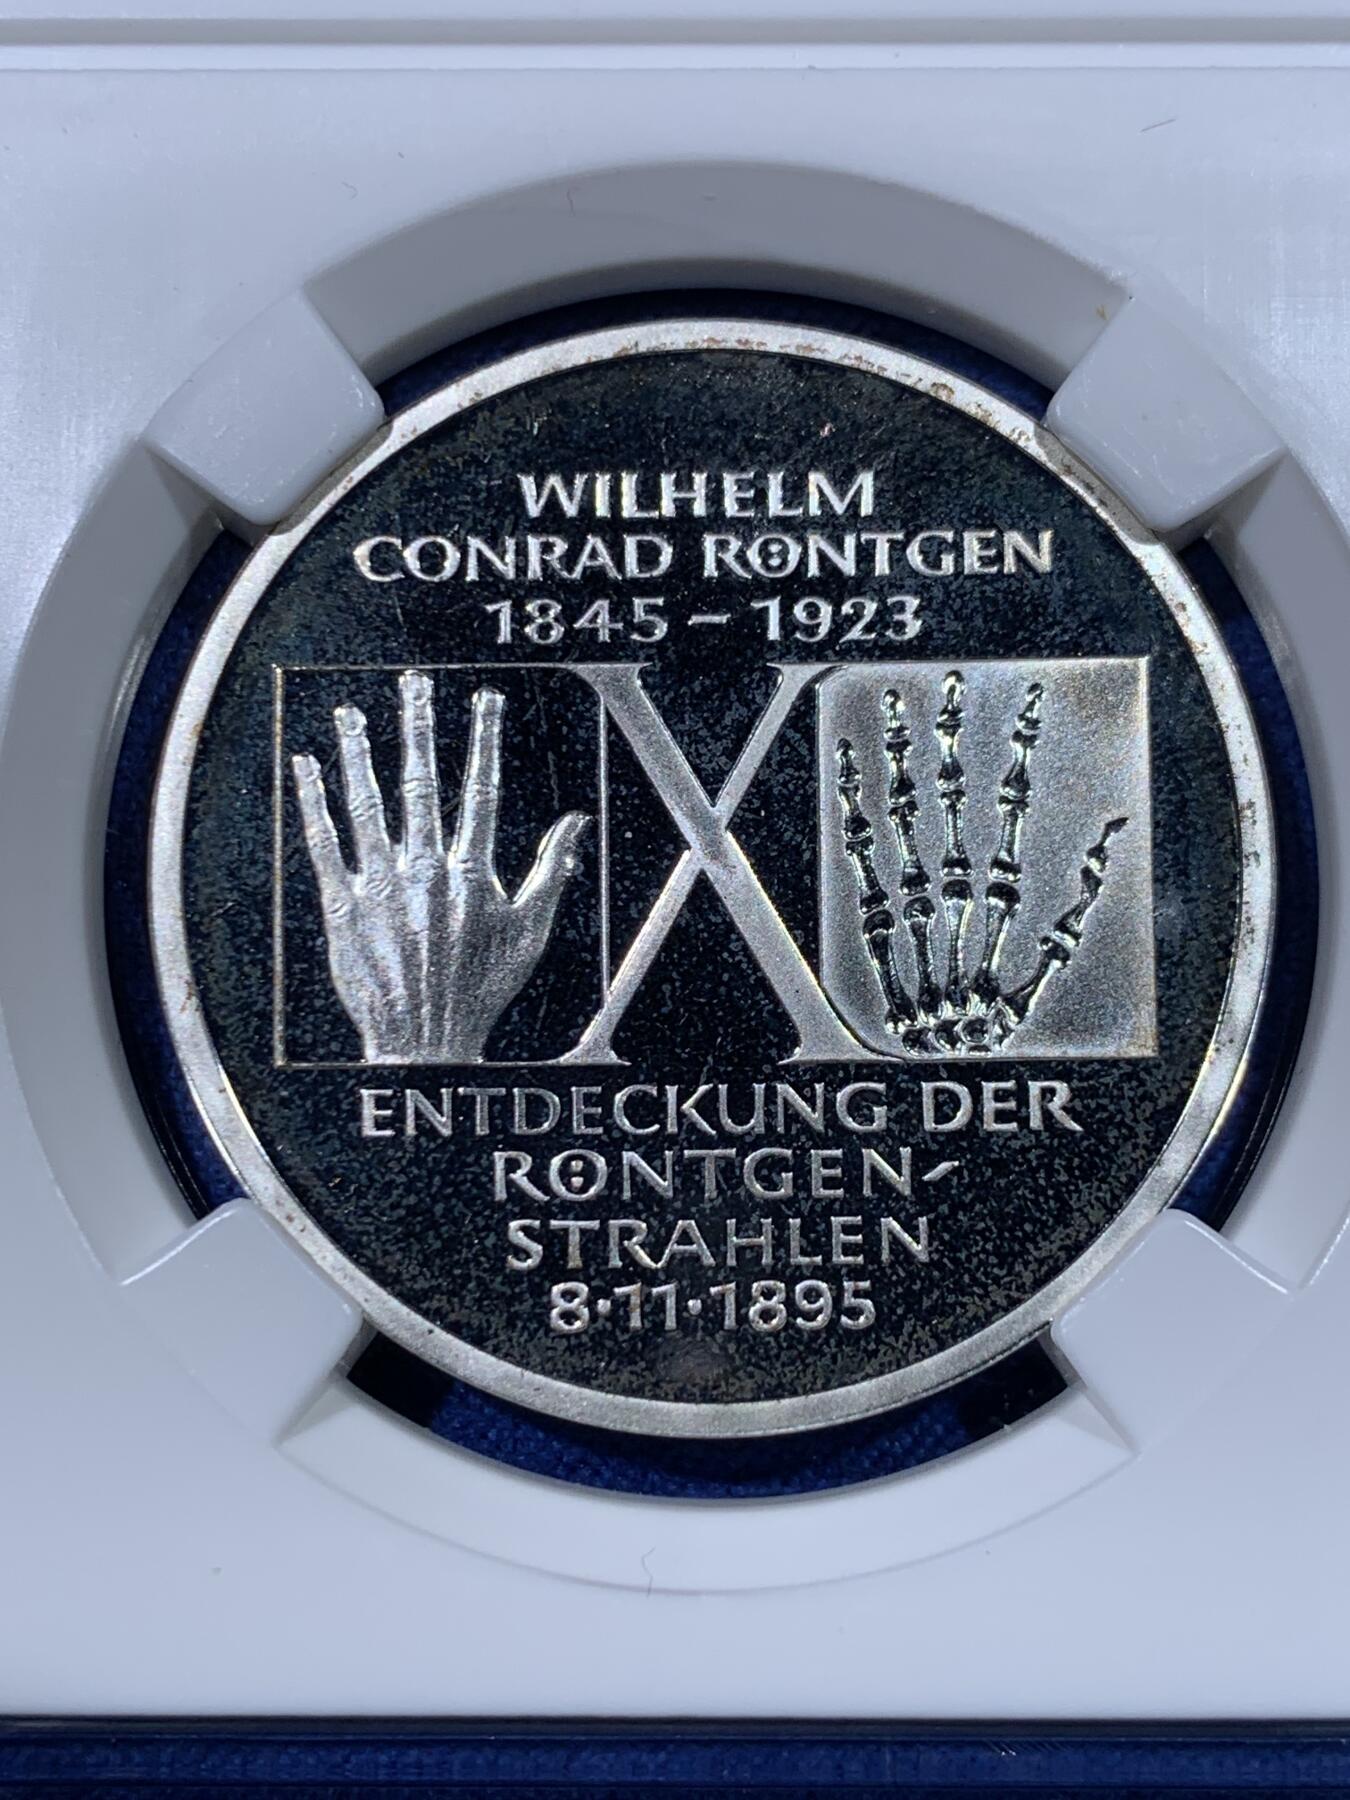 WILHELM
CONRAD RÖNTGEN
1845 – 1923
X
ENTDECKUNG DER
RÖNTGEN-
STRAHLEN
8·11·1895